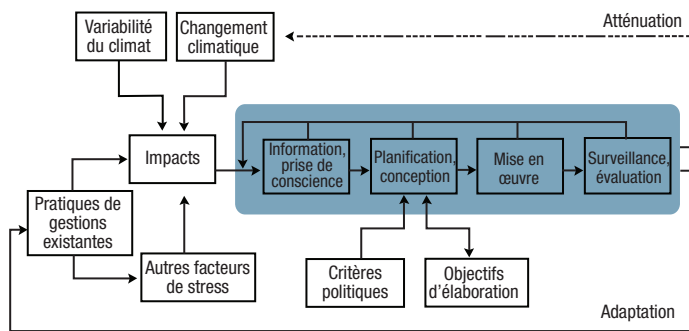 Variabilité
du climat
Changement
climatique
Atténuation
Impacts
Information,
prise de
conscience
Planification,
conception
Mise en
œuvre
Surveillance,
évaluation
Pratiques de
gestions
existantes
Autres facteurs
de stress
Critères
politiques
Objectifs
d'élaboration
Adaptation